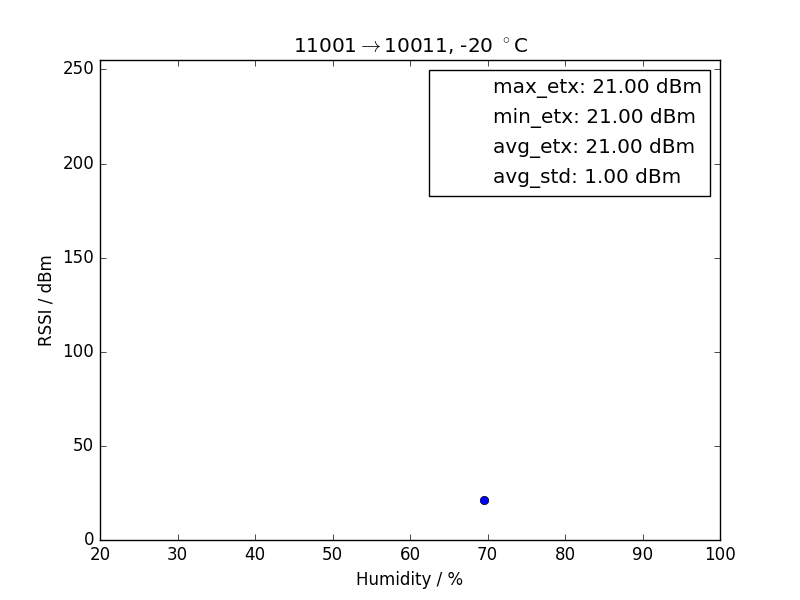 11001→10011, -20 °C
max_etx: 21.00 dBm
min_etx: 21.00 dBm
avg_etx: 21.00 dBm
avg_std: 1.00 dBm
250
200
150
100
50
0
RSSI / dBm
20 30 40 50 60 70 80 90 100
Humidity / %